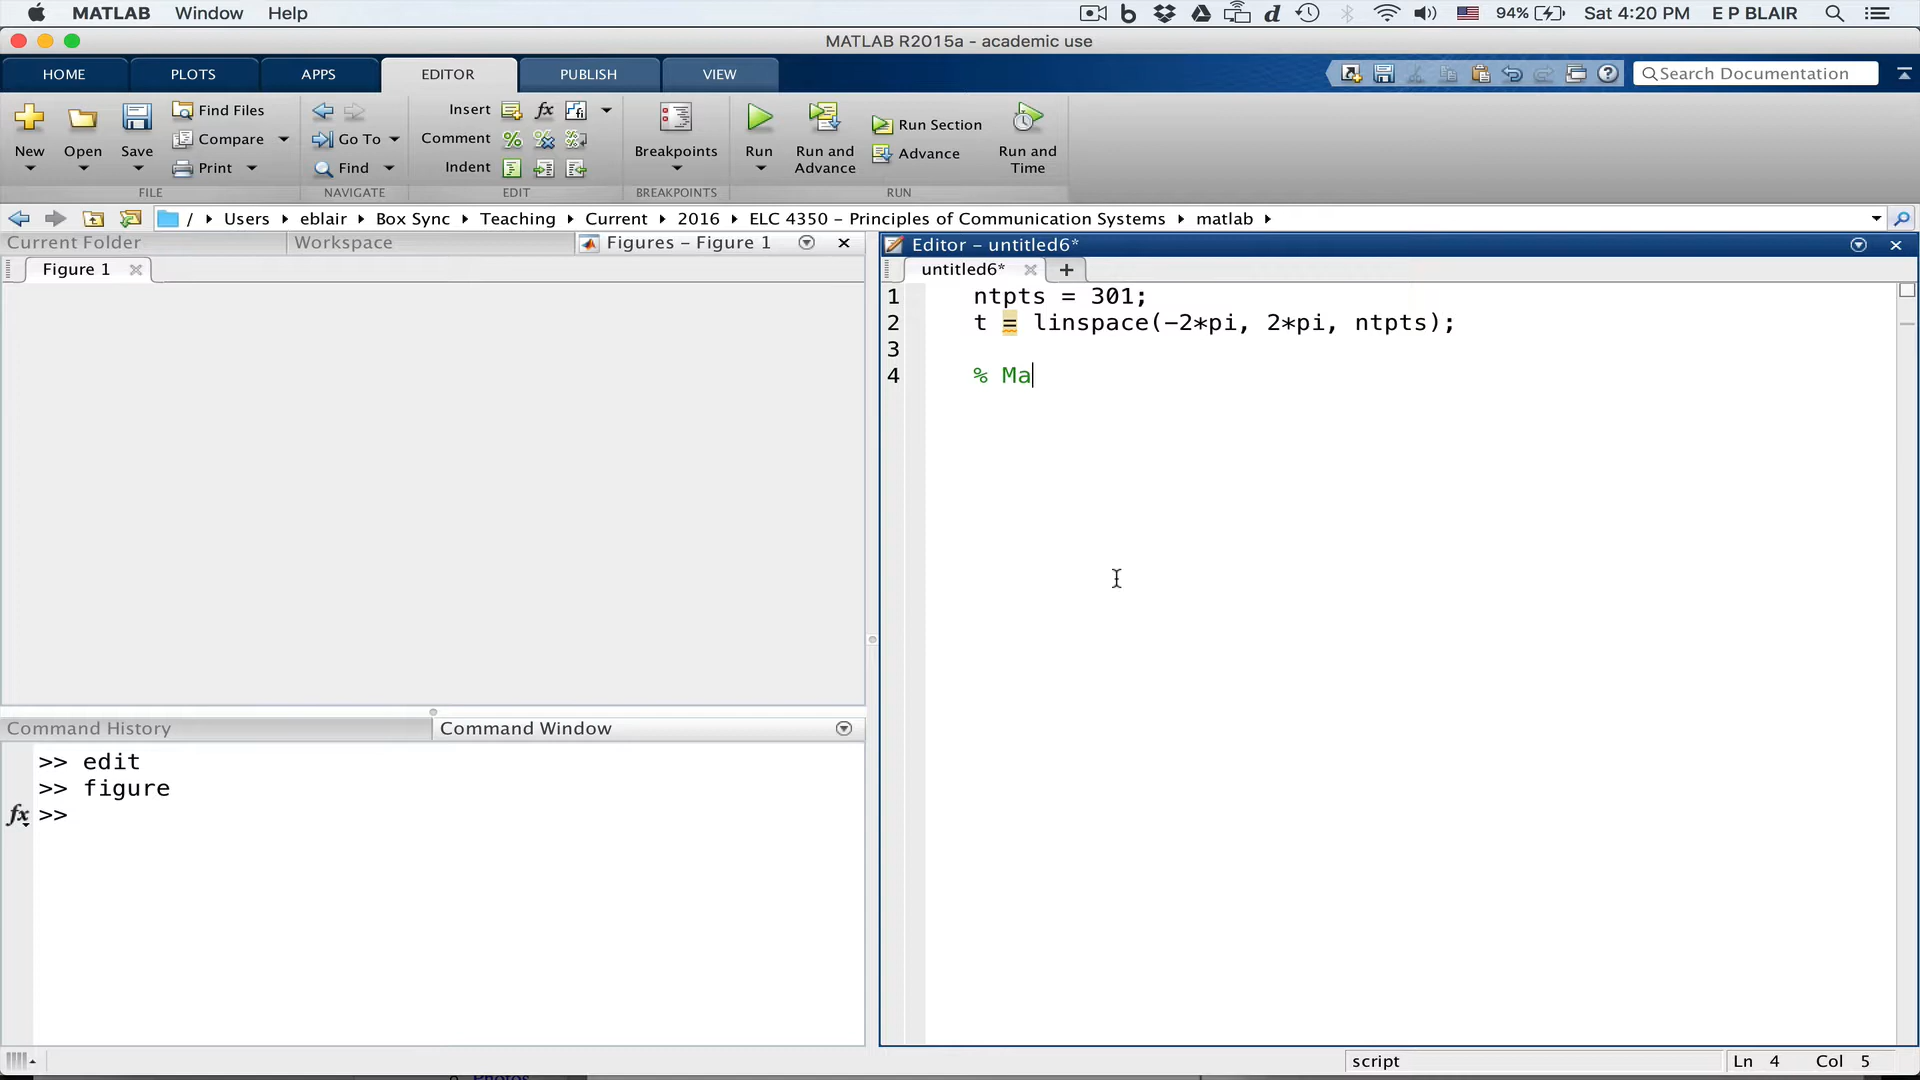 MATLAB Window Help
94% Sat 4:20 PM E P BLAIR
MATLAB R2015a - academic use
HOME PLOTS APPS EDITOR PUBLISH VIEW
Search Documentation
New
Open
Save
Find Files
Compare
Print
FILE
Go To
Find
NAVIGATE
Insert fx
Comment
Indent
EDIT
Breakpoints
BREAKPOINTS
Run
Run and
Advance
Run Section
Advance
Run and
Time
RUN
/ Users eblair Box Sync Teaching Current 2016 ELC 4350 – Principles of Communication Systems matlab
Current Folder Workspace Figures – Figure 1
Figure 1
Editor – untitled6*
untitled6*
1 ntpts = 301;
2 t = linspace(-2*pi, 2*pi, ntpts);
3
4 % Ma
Command History Command Window
>> edit
>> figure
fx >>
script Ln 4 Col 5